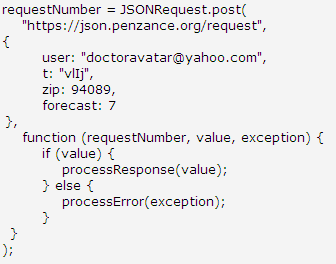 requestNumber = JSONRequest.post(
"https://json.penzance.org/request",
{
user: "doctoravatar@yahoo.com",
t: "vlIj",
zip: 94089,
forecast: 7
},
function (requestNumber, value, exception) {
if (value) {
processResponse(value);
} else {
processError(exception);
}
}
);